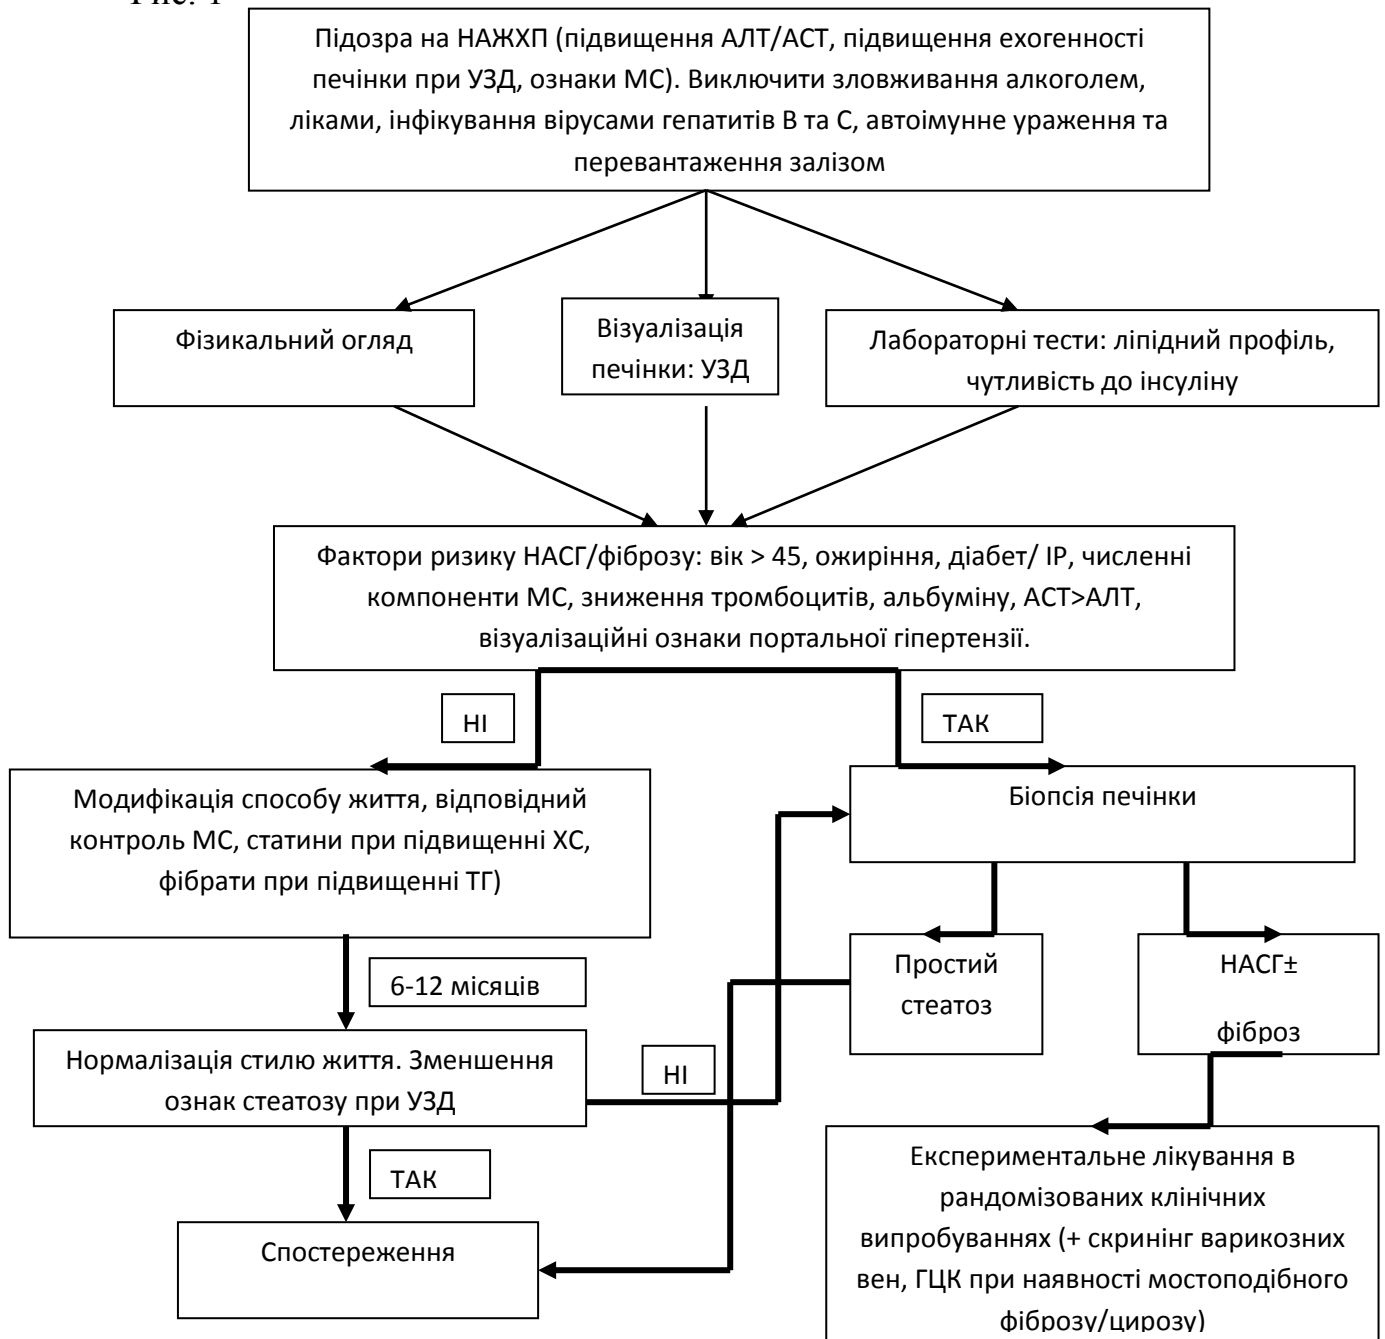 Рис. 1
Підозра на НАЖХП (підвищення АЛТ/АСТ, підвищення ехогенності
печінки при УЗД, ознаки МС). Виключити зловживання алкоголем,
ліками, інфікування вірусами гепатитів В та С, автоімунне ураження та
перевантаження залізом
Фізикальний огляд
Візуалізація
печінки: УЗД
Лабораторні тести: ліпідний профіль,
чутливість до інсуліну
Фактори ризику НАСГ/фіброзу: вік > 45, ожиріння, діабет/ ІР, численні
компоненти МС, зниження тромбоцитів, альбуміну, АСТ>АЛТ,
візуалізаційні ознаки портальної гіпертензії.
НІ
ТАК
Модифікація способу життя, відповідний
контроль МС, статини при підвищенні ХС,
фібрати при підвищенні ТГ)
Біопсія печінки
6-12 місяців
Простий
стеатоз
НАСГ±
фіброз
Нормалізація стилю життя. Зменшення
ознак стеатозу при УЗД
НІ
ТАК
Спостереження
Експериментальне лікування в
рандомізованих клінічних
випробуваннях (+ скринінг варикозних
вен, ГЦК при наявності мостоподібного
фіброзу/цирозу)